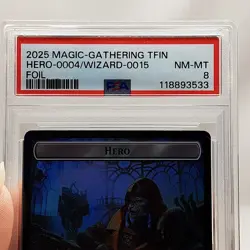 2025 MAGIC-GATHERING TFIN
HERO-0004/WIZARD-0015 NM-MT
FOIL 8
PSA 118893533
HERO